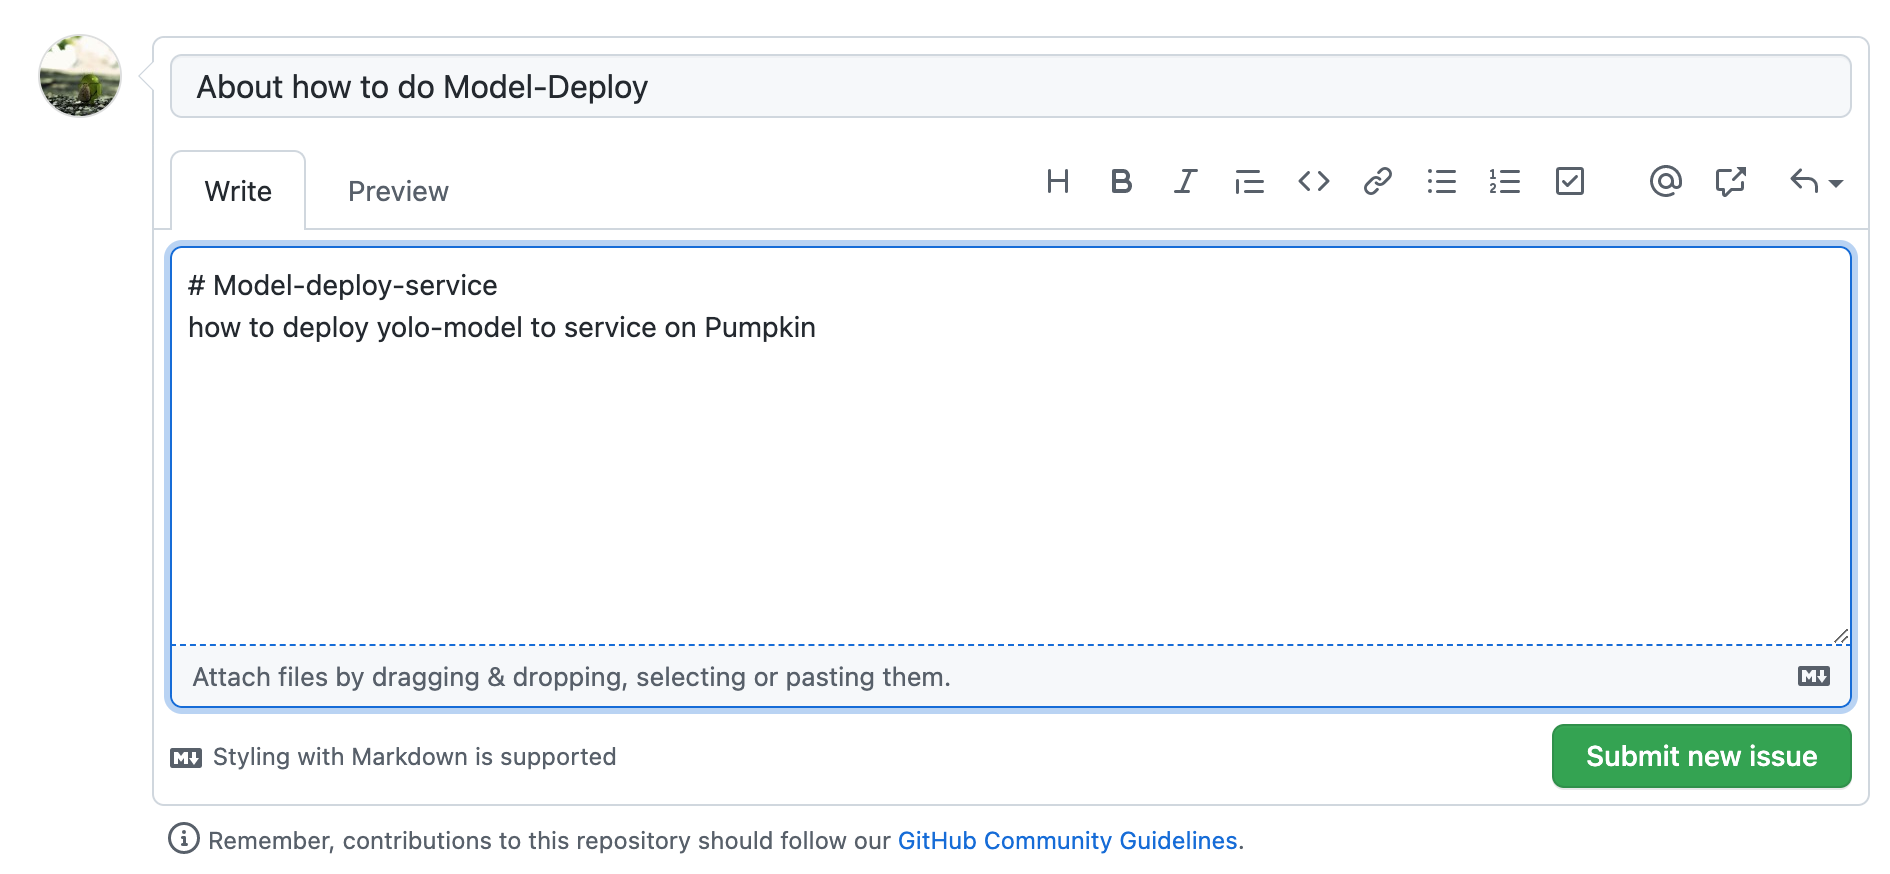 About how to do Model-Deploy
Write
Preview
# Model-deploy-service
how to deploy yolo-model to service on Pumpkin
Attach files by dragging & dropping, selecting or pasting them.
Styling with Markdown is supported
Submit new issue
Remember, contributions to this repository should follow our GitHub Community Guidelines.